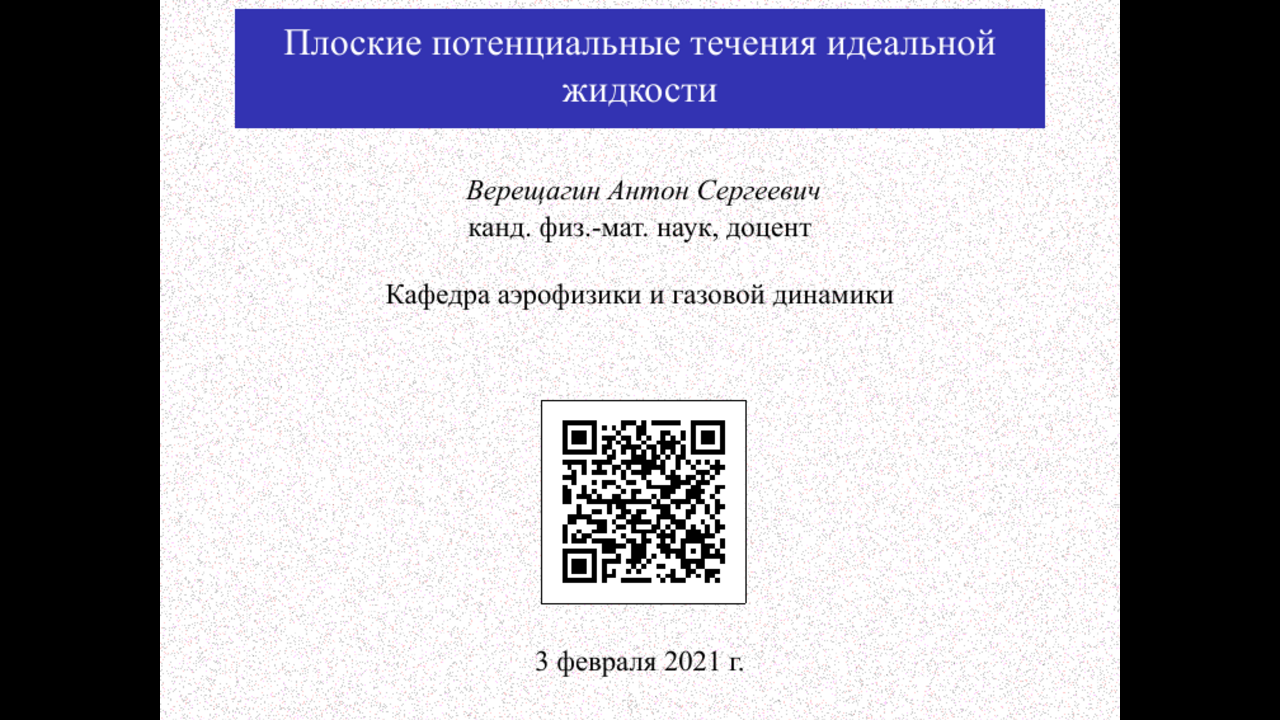 Плоские потенциальные течения идеальной
жидкости
Верещагин Антон Сергеевич
канд. физ.-мат. наук, доцент
Кафедра аэрофизики и газовой динамики
3 февраля 2021 г.